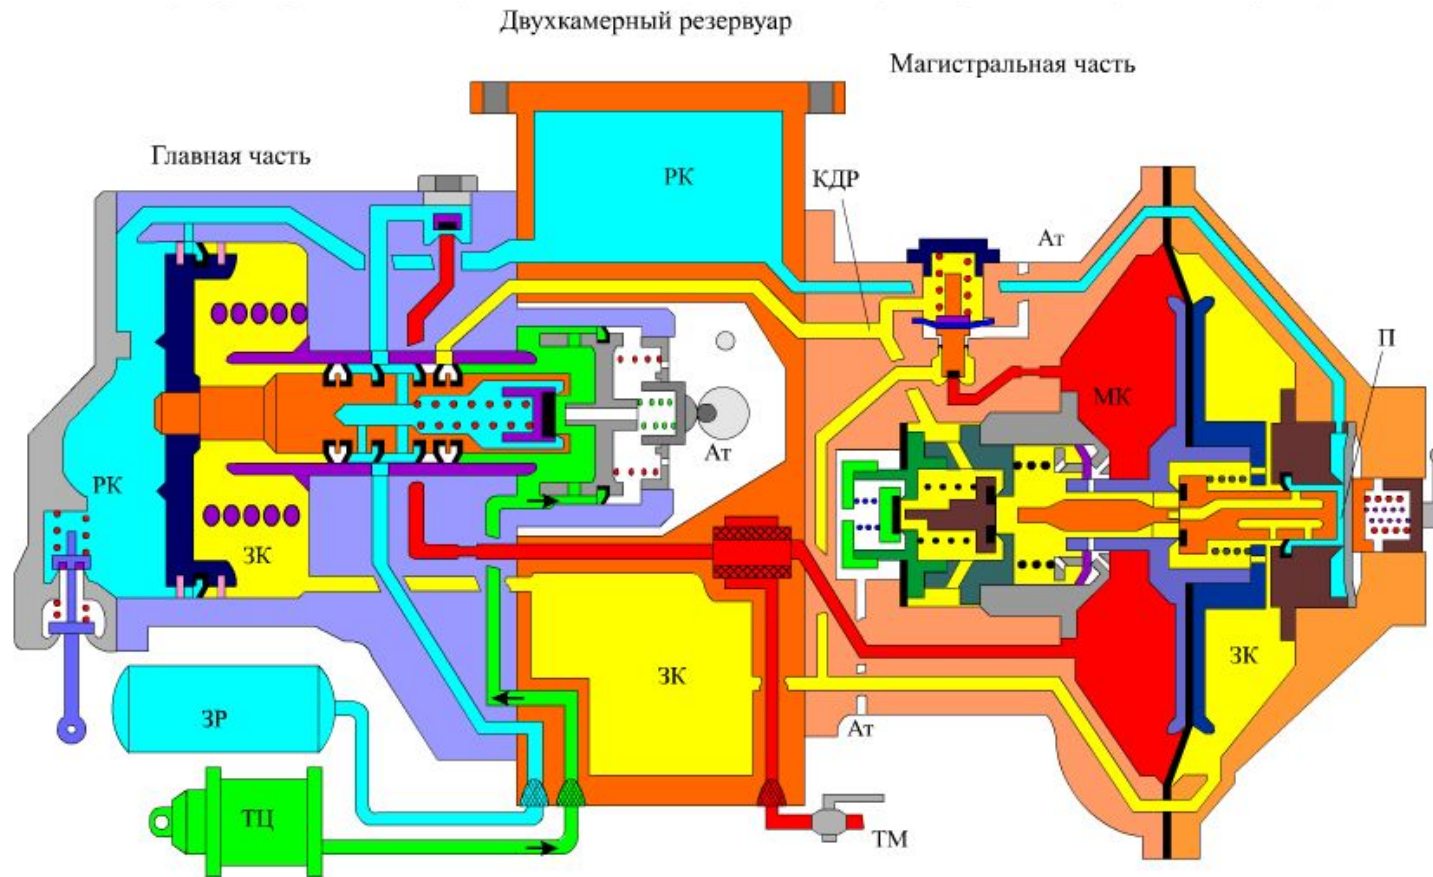 Двухкамерный резервуар
Магистральная часть
Главная часть
РК
КДР
Ат
П
МК
Ат
РК
ЗК
ЗК
ЗК
ЗР
Ат
ТЦ
ТМ